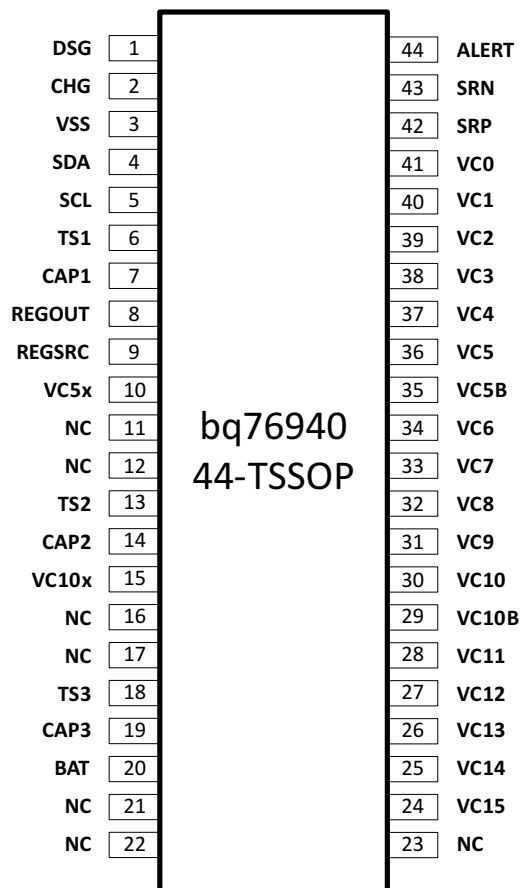 DSG 1
CHG 2
VSS 3
SDA 4
SCL 5
TS1 6
CAP1 7
REGOUT 8
REGSRC 9
VC5x 10
NC 11
NC 12
TS2 13
CAP2 14
VC10x 15
NC 16
NC 17
TS3 18
CAP3 19
BAT 20
NC 21
NC 22
bq76940
44-TSSOP
44 ALERT
43 SRN
42 SRP
41 VC0
40 VC1
39 VC2
38 VC3
37 VC4
36 VC5
35 VC5B
34 VC6
33 VC7
32 VC8
31 VC9
30 VC10
29 VC10B
28 VC11
27 VC12
26 VC13
25 VC14
24 VC15
23 NC